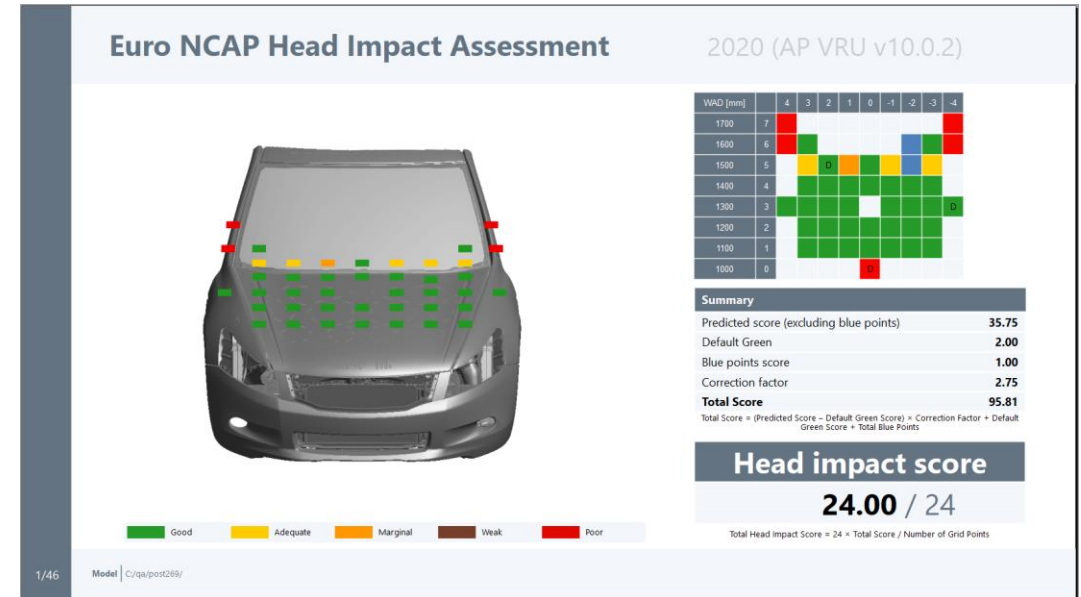 Euro NCAP Head Impact Assessment
2020 (AP VRU v10.0.2)
WAD [mm] 4 3 2 1 0 -1 -2 -3 -4
1700 7
1600 6
1500 5 D
1400 4
1300 3 D
1200 2
1100 1
1000 0 D
Summary
Predicted score (excluding blue points) 35.75
Default Green 2.00
Blue points score 1.00
Correction factor 2.75
Total Score 95.81
Total Score = (Predicted Score – Default Green Score) × Correction Factor + Default
Green Score + Total Blue Points
Head impact score
24.00 / 24
Total Head Impact Score = 24 × Total Score / Number of Grid Points
Good Adequate Marginal Weak Poor
1/46 Model C:/qa/post269/